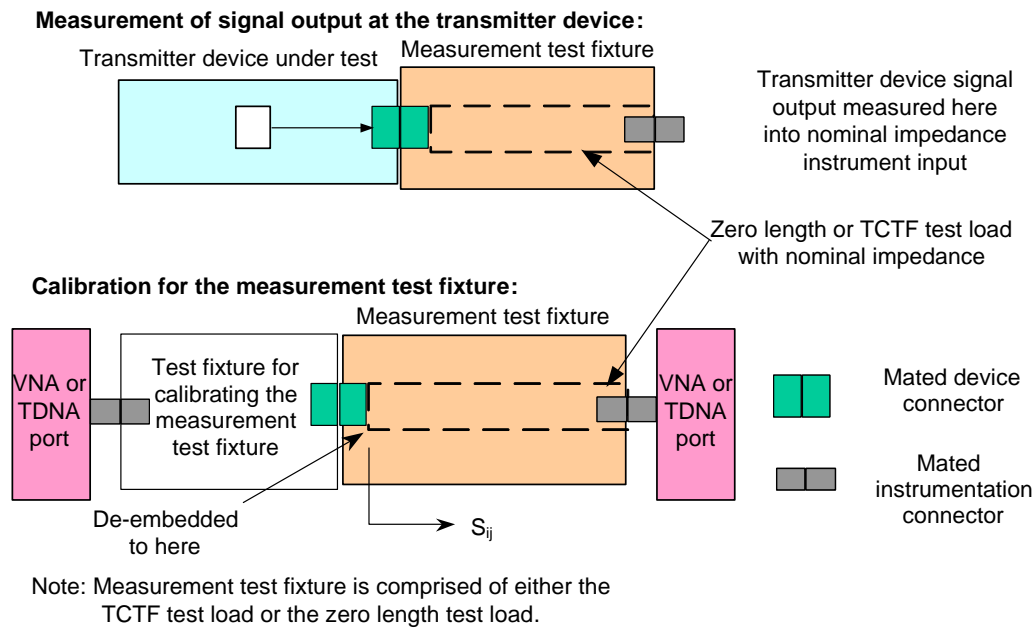 Measurement of signal output at the transmitter device:
Measurement test fixture
Transmitter device under test
Transmitter device signal
output measured here
into nominal impedance
instrument input
Zero length or TCTF test load
with nominal impedance
Calibration for the measurement test fixture:
Measurement test fixture
VNA or
TDNA
port
Test fixture for
calibrating the
measurement
test fixture
VNA or
TDNA
port
Mated device
connector
Mated
instrumentation
connector
De-embedded
to here
Sij
Note: Measurement test fixture is comprised of either the
TCTF test load or the zero length test load.